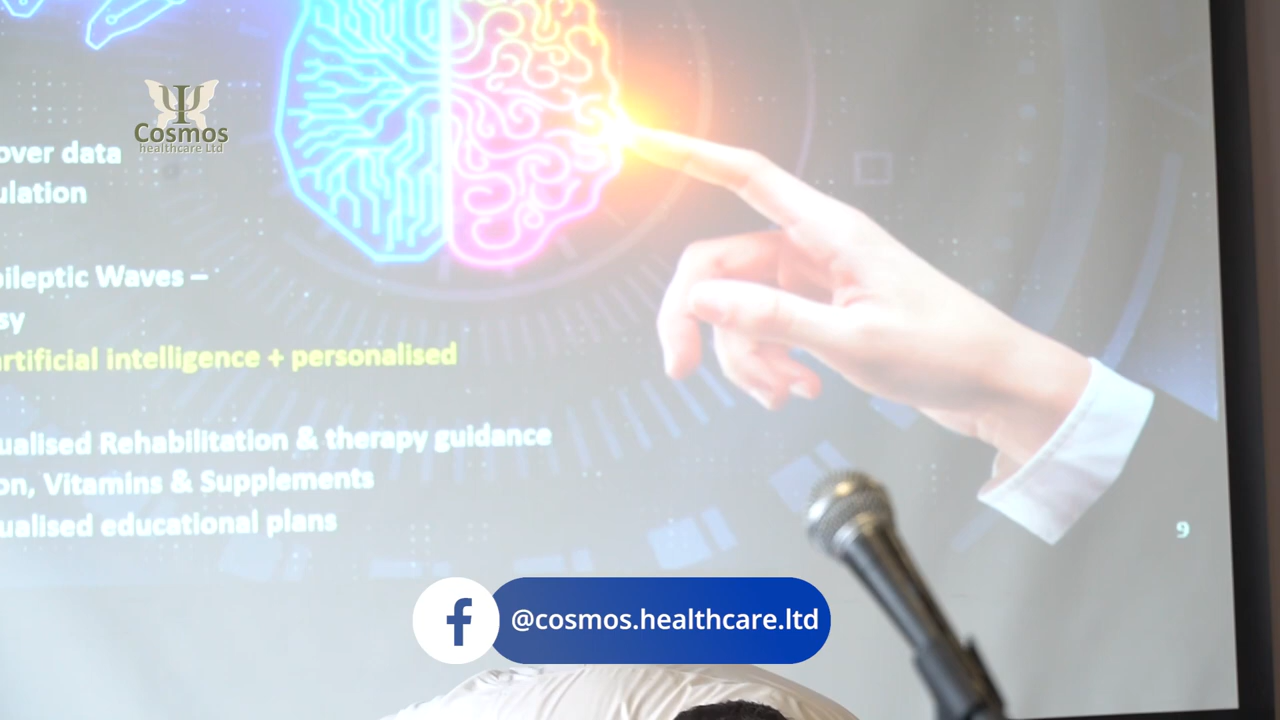 Cosmos
healthcare Ltd
over data
ulation
pileptic Waves –
sy
artificial intelligence + personalised
ualised Rehabilitation & therapy guidance
on, Vitamins & Supplements
ualised educational plans
9
@cosmos.healthcare.ltd